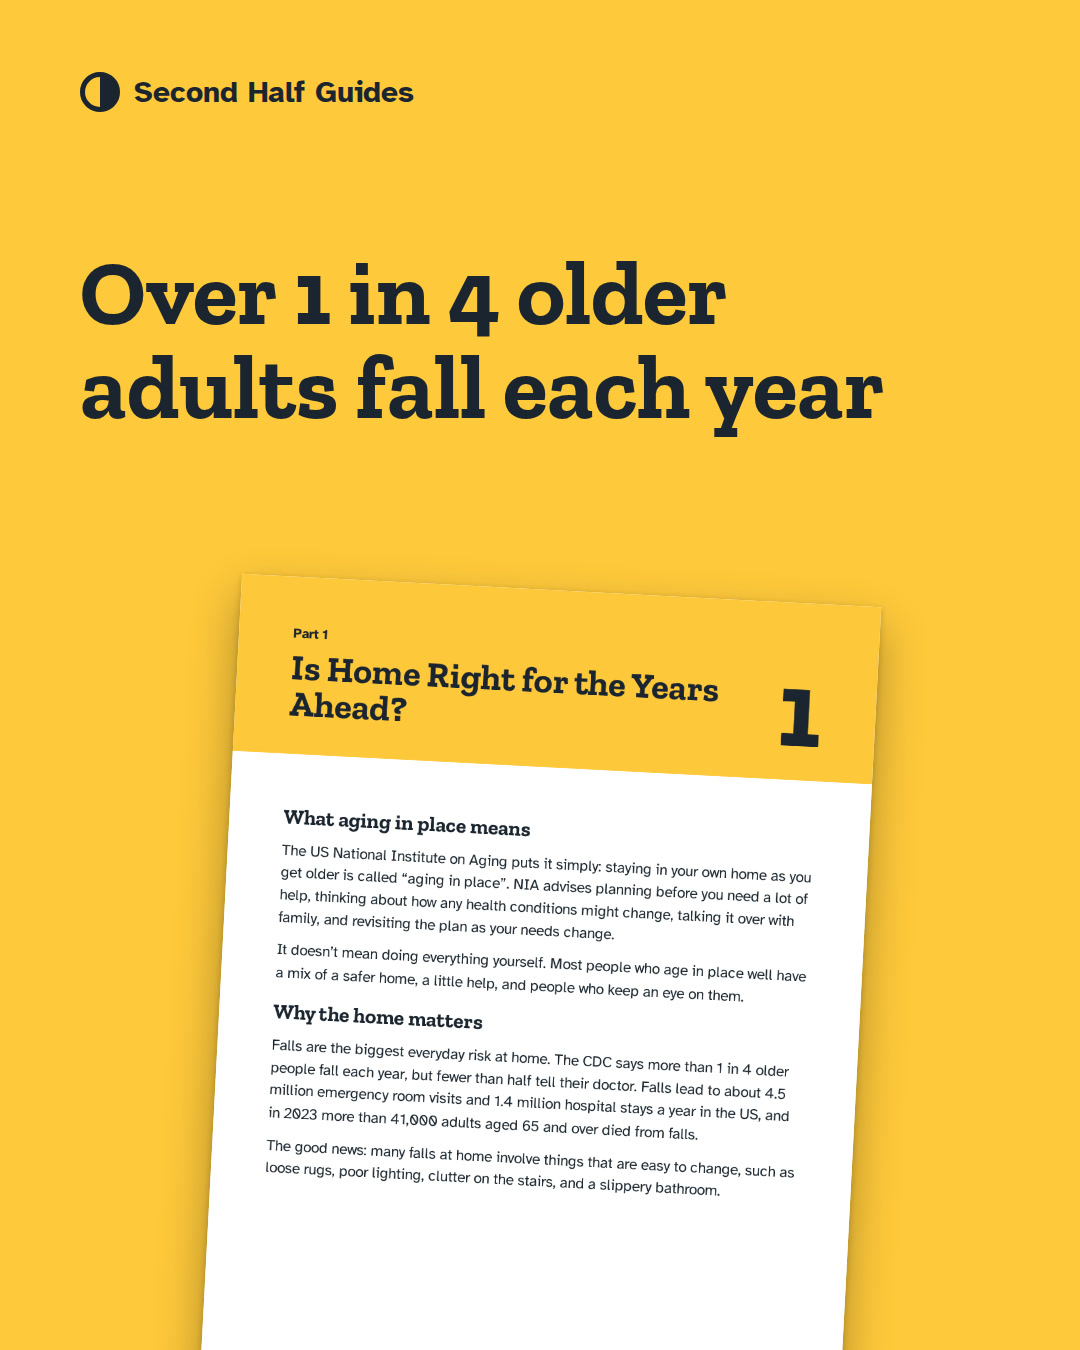 Second Half Guides
Over 1 in 4 older
adults fall each year
Part 1
Is Home Right for the Years
Ahead?
1
What aging in place means
The US National Institute on Aging puts it simply: staying in your own home as you
get older is called “aging in place”. NIA advises planning before you need a lot of
help, thinking about how any health conditions might change, talking it over with
family, and revisiting the plan as your needs change.
It doesn’t mean doing everything yourself. Most people who age in place well have
a mix of a safer home, a little help, and people who keep an eye on them.
Why the home matters
Falls are the biggest everyday risk at home. The CDC says more than 1 in 4 older
people fall each year, but fewer than half tell their doctor. Falls lead to about 4.5
million emergency room visits and 1.4 million hospital stays a year in the US, and
in 2023 more than 41,000 adults aged 65 and over died from falls.
The good news: many falls at home involve things that are easy to change, such as
loose rugs, poor lighting, clutter on the stairs, and a slippery bathroom.